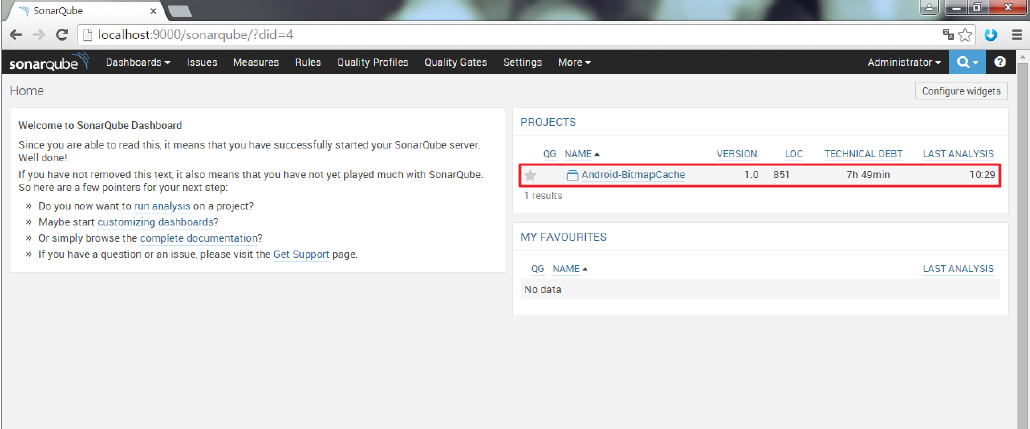 SonarQube
localhost:9000/sonarqube/?did=4
sonarqube Dashboards Issues Measures Rules Quality Profiles Quality Gates Settings More Administrator
Home
Configure widgets
Welcome to SonarQube Dashboard
Since you are able to read this, it means that you have successfully started your SonarQube server.
Well done!
If you have not removed this text, it also means that you have not yet played much with SonarQube.
So here are a few pointers for your next step:
» Do you now want to run analysis on a project?
» Maybe start customizing dashboards?
» Or simply browse the complete documentation?
» If you have a question or an issue, please visit the Get Support page.
PROJECTS
QG NAME VERSION LOC TECHNICAL DEBT LAST ANALYSIS
Android-BitmapCache 1.0 851 7h 49min 10:29
1 results
MY FAVOURITES
QG NAME LAST ANALYSIS
No data